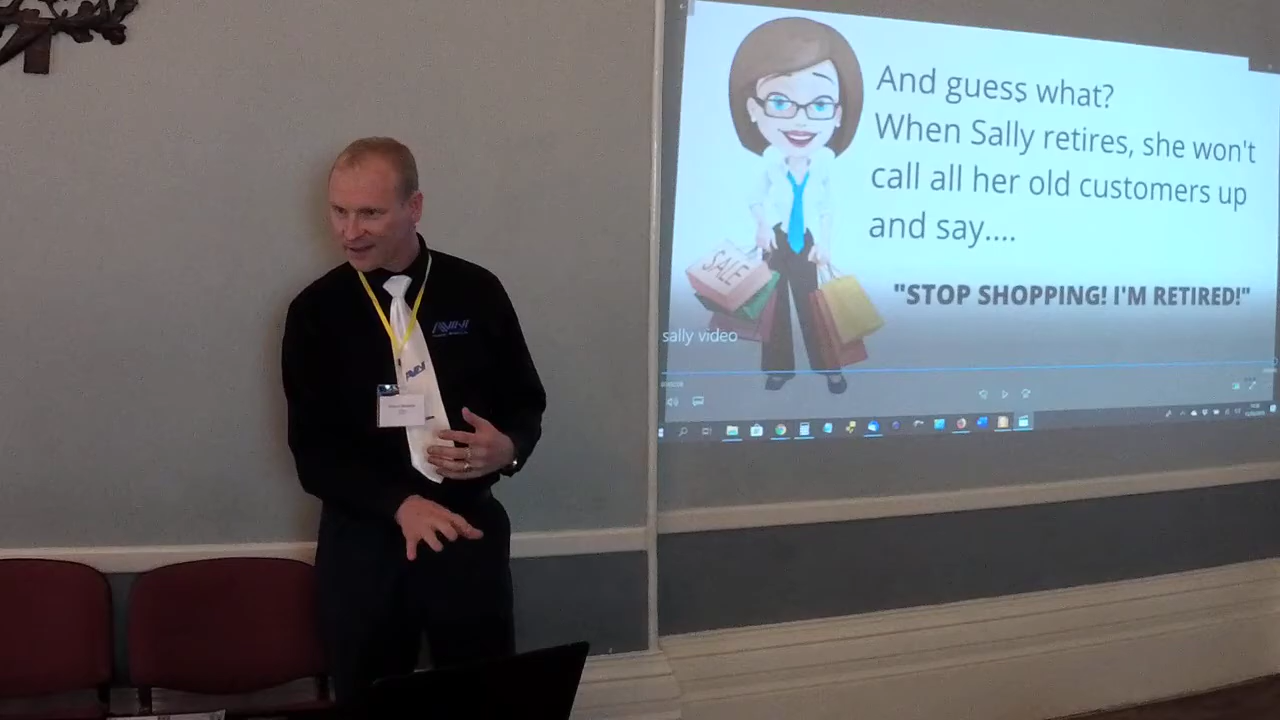 And guess what?
When Sally retires, she won't
call all her old customers up
and say....
"STOP SHOPPING! I'M RETIRED!"
SALE
sally video